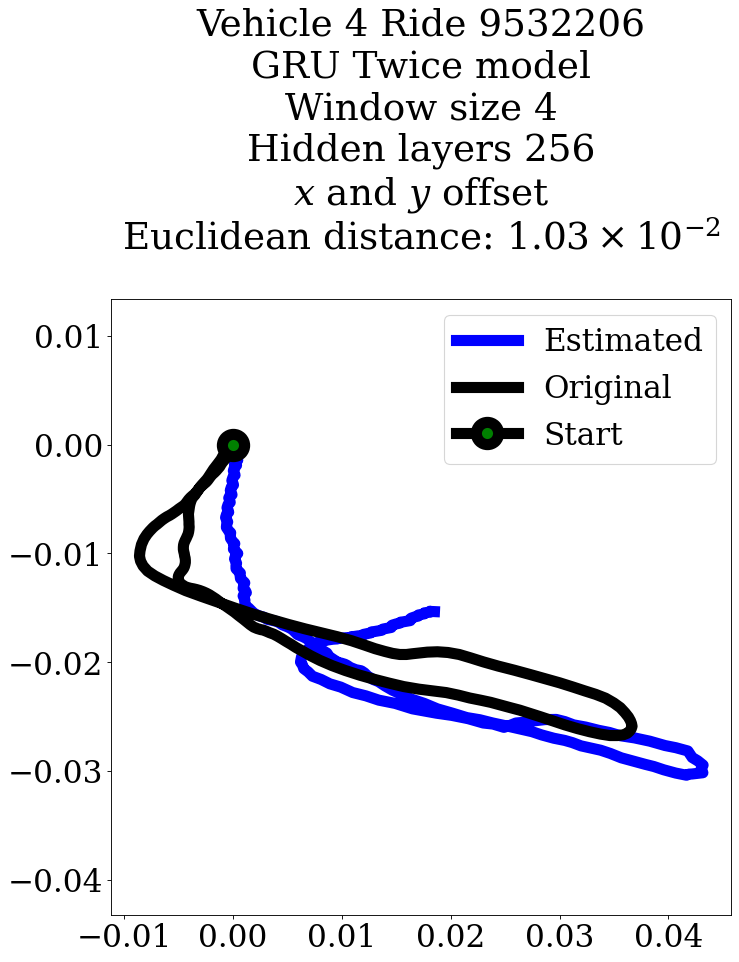 Vehicle 4 Ride 9532206
GRU Twice model
Window size 4
Hidden layers 256
x and y offset
Euclidean distance: 1.03 × 10⁻²
Estimated
Original
Start
0.01
0.00
−0.01
−0.02
−0.03
−0.04
−0.01 0.00 0.01 0.02 0.03 0.04